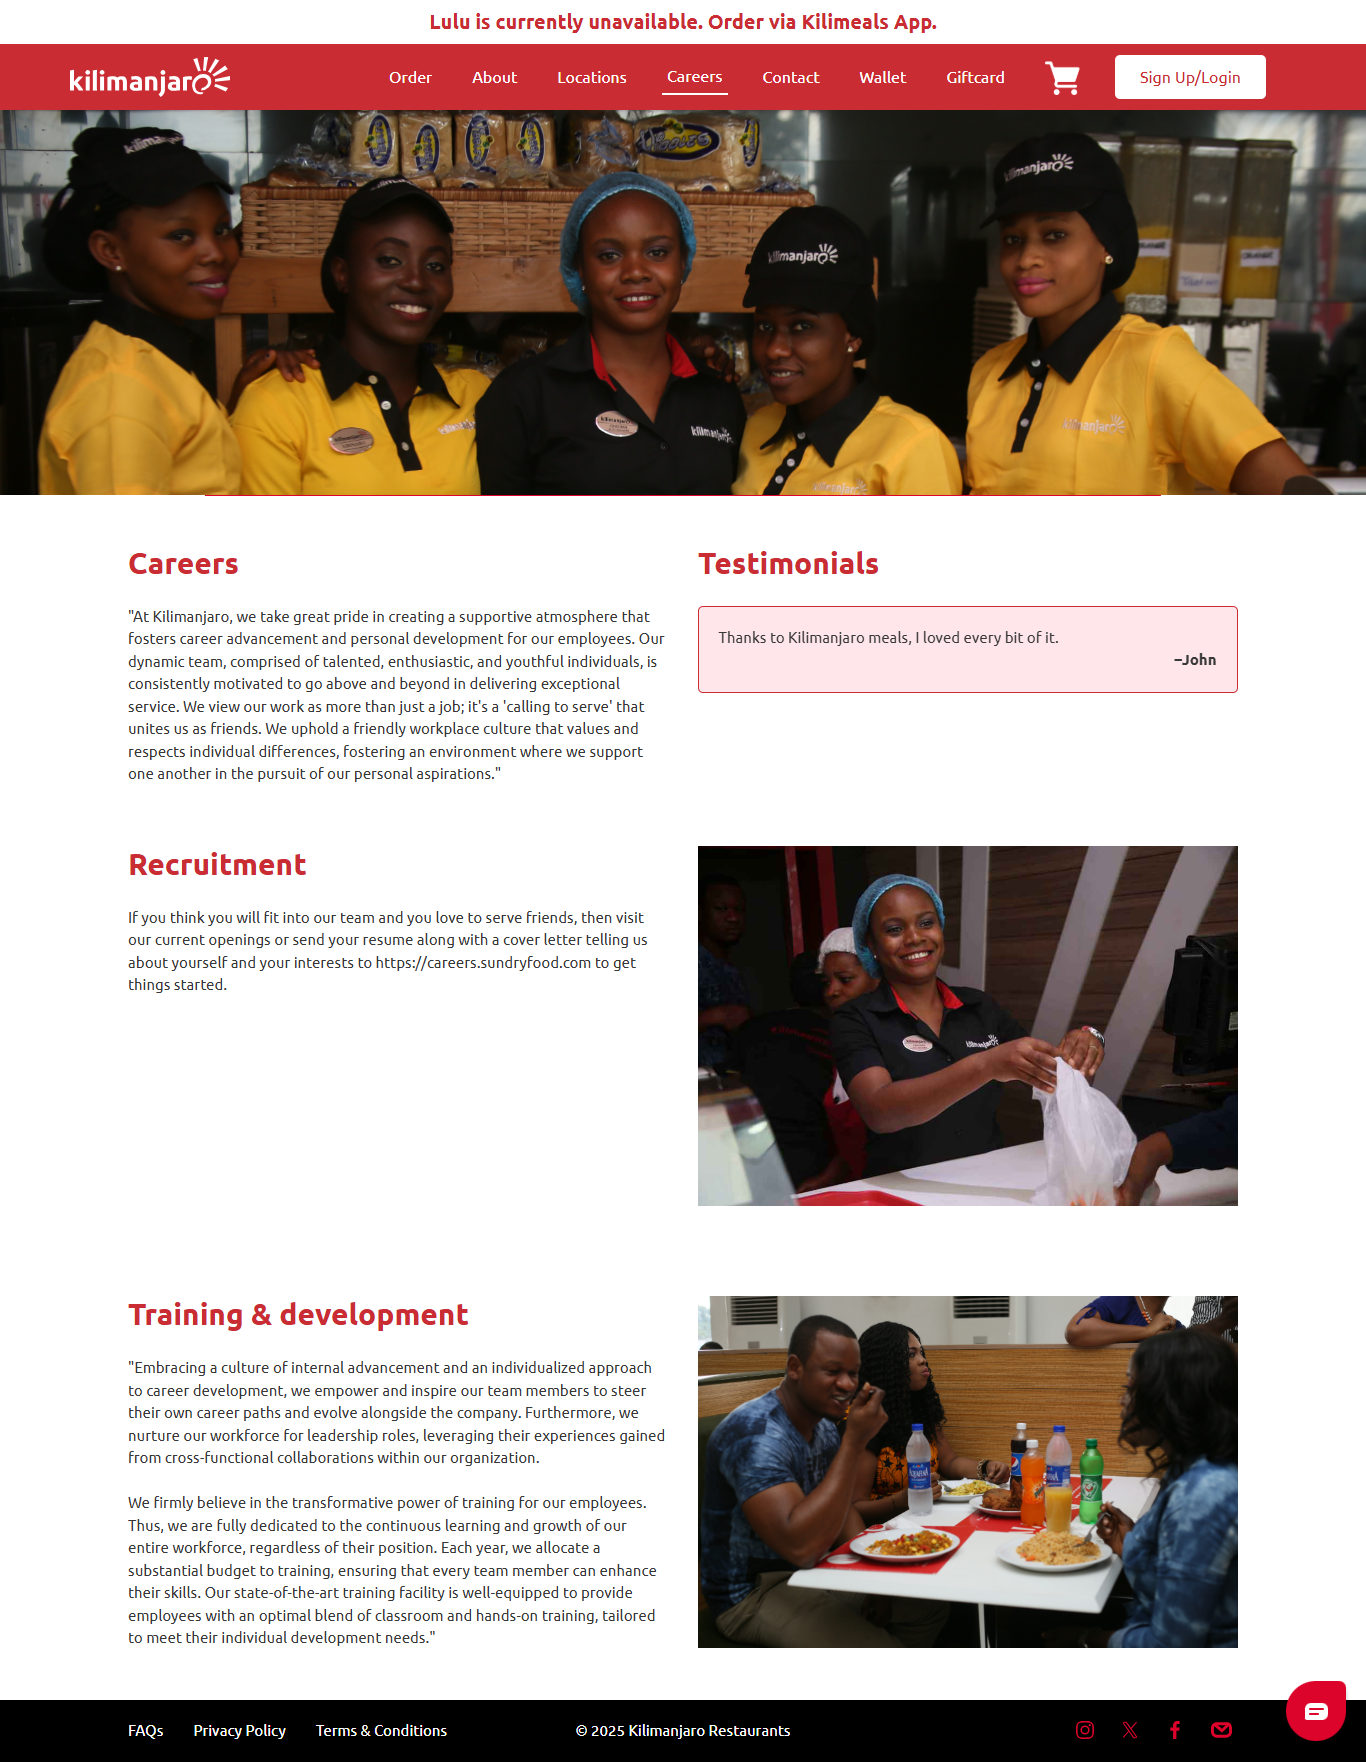 Lulu is currently unavailable. Order via Kilimeals App.
kilimanjaro
Order About Locations Careers Contact Wallet Giftcard Sign Up/Login
kilimanjaro
kilimanjaro
Careers
"At Kilimanjaro, we take great pride in creating a supportive atmosphere that
fosters career advancement and personal development for our employees. Our
dynamic team, comprised of talented, enthusiastic, and youthful individuals, is
consistently motivated to go above and beyond in delivering exceptional
service. We view our work as more than just a job; it's a 'calling to serve' that
unites us as friends. We uphold a friendly workplace culture that values and
respects individual differences, fostering an environment where we support
one another in the pursuit of our personal aspirations."
Testimonials
Thanks to Kilimanjaro meals, I loved every bit of it.
–John
Recruitment
If you think you will fit into our team and you love to serve friends, then visit
our current openings or send your resume along with a cover letter telling us
about yourself and your interests to https://careers.sundryfood.com to get
things started.
Training & development
"Embracing a culture of internal advancement and an individualized approach
to career development, we empower and inspire our team members to steer
their own career paths and evolve alongside the company. Furthermore, we
nurture our workforce for leadership roles, leveraging their experiences gained
from cross-functional collaborations within our organization.
We firmly believe in the transformative power of training for our employees.
Thus, we are fully dedicated to the continuous learning and growth of our
entire workforce, regardless of their position. Each year, we allocate a
substantial budget to training, ensuring that every team member can enhance
their skills. Our state-of-the-art training facility is well-equipped to provide
employees with an optimal blend of classroom and hands-on training, tailored
to meet their individual development needs."
FAQs Privacy Policy Terms & Conditions
© 2025 Kilimanjaro Restaurants